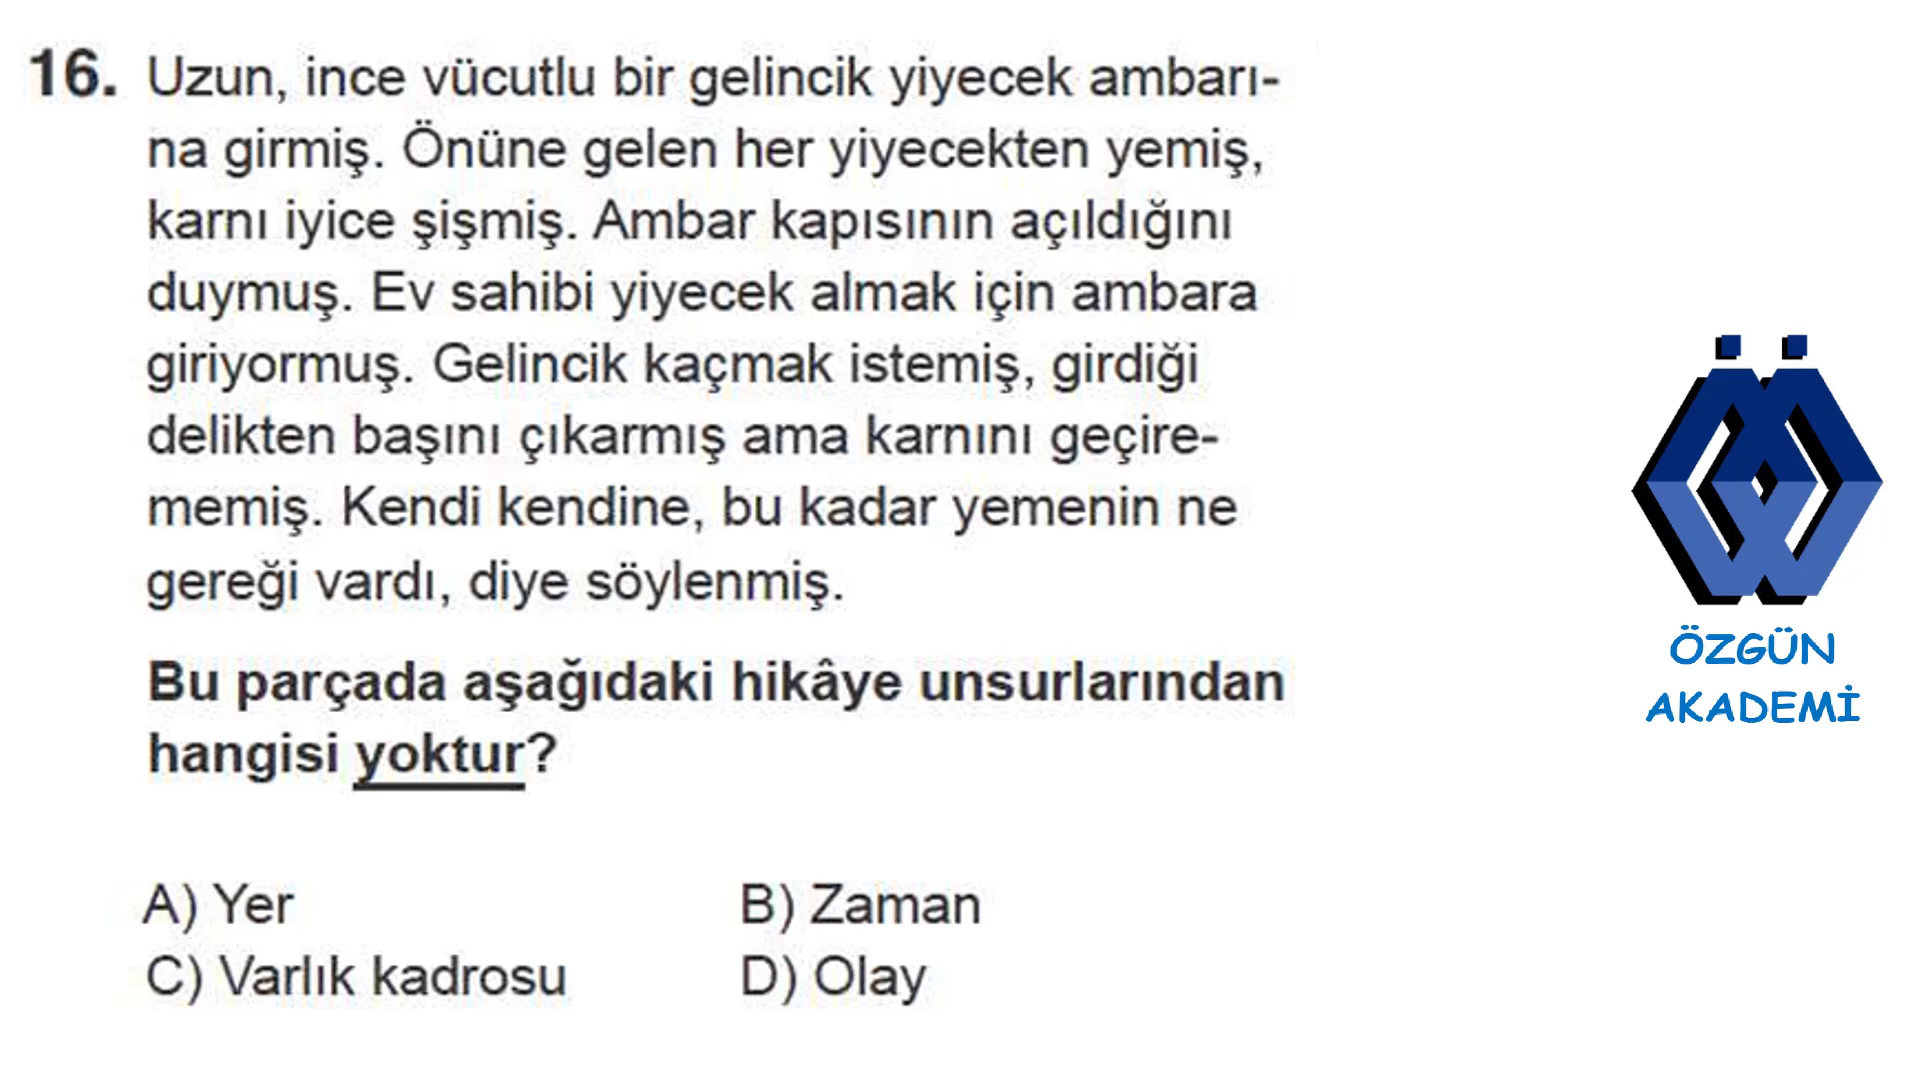 16. Uzun, ince vücutlu bir gelincik yiyecek ambarı-
na girmiş. Önüne gelen her yiyecekten yemiş,
karnı iyice şişmiş. Ambar kapısının açıldığını
duymuş. Ev sahibi yiyecek almak için ambara
giriyormuş. Gelincik kaçmak istemiş, girdiği
delikten başını çıkarmış ama karnını geçire-
memiş. Kendi kendine, bu kadar yemenin ne
gereği vardı, diye söylenmiş.
Bu parçada aşağıdaki hikâye unsurlarından
hangisi yoktur?
A) Yer B) Zaman
C) Varlık kadrosu D) Olay
ÖZGÜN
AKADEMİ